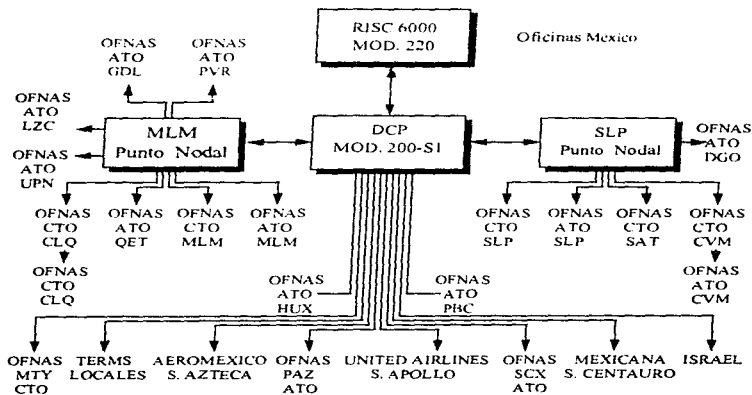 RISC 6000
MOD. 220
Oficinas Mexico
OFNAS
ATO
GDL
OFNAS
ATO
PVR
OFNAS
ATO
LZC
MLM
Punto Nodal
DCP
MOD. 200-S1
SLP
Punto Nodal
OFNAS
ATO
DGO
OFNAS
ATO
UPN
OFNAS
CTO
CLQ
OFNAS
ATO
QET
OFNAS
CTO
MLM
OFNAS
ATO
MLM
OFNAS
CTO
SLP
OFNAS
ATO
SLP
OFNAS
CTO
SAT
OFNAS
CTO
CVM
OFNAS
CTO
CLQ
OFNAS
ATO
HUX
OFNAS
ATO
PBC
OFNAS
ATO
CVM
OFNAS
MTY
CTO
TERMS
LOCALES
AEROMEXICO
S. AZTECA
OFNAS
PAZ
ATO
UNITED AIRLINES
S. APOLLO
OFNAS
SCX
ATO
MEXICANA
S. CENTAURO
ISRAEL